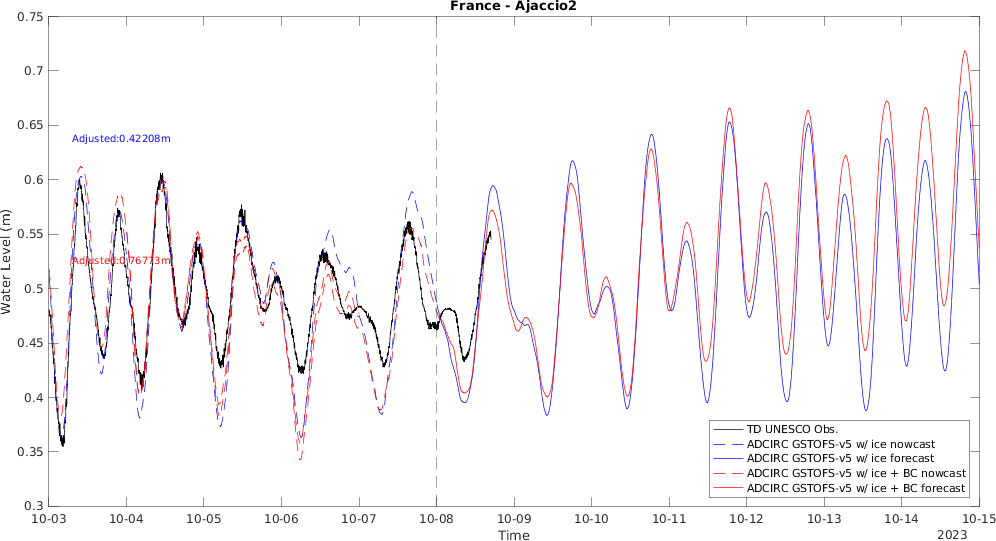 France - Ajaccio2
0.75
0.7
0.65
0.6
0.55
0.5
0.45
0.4
0.35
0.3
Water Level (m)
Adjusted:0.42208m
Adjusted:0.76773m
TD UNESCO Obs.
ADCIRC GSTOFS-v5 w/ ice nowcast
ADCIRC GSTOFS-v5 w/ ice forecast
ADCIRC GSTOFS-v5 w/ ice + BC nowcast
ADCIRC GSTOFS-v5 w/ ice + BC forecast
10-03 10-04 10-05 10-06 10-07 10-08 10-09 10-10 10-11 10-12 10-13 10-14 10-15
Time
2023